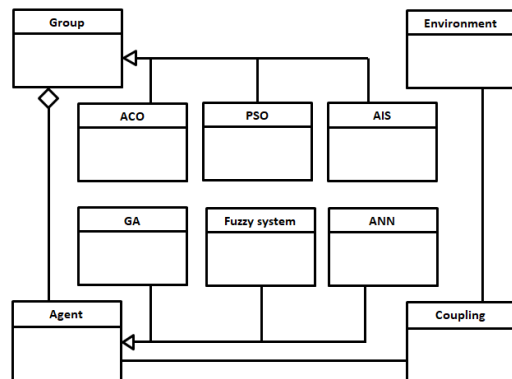 Group
Environment
ACO
PSO
AIS
GA
Fuzzy system
ANN
Agent
Coupling